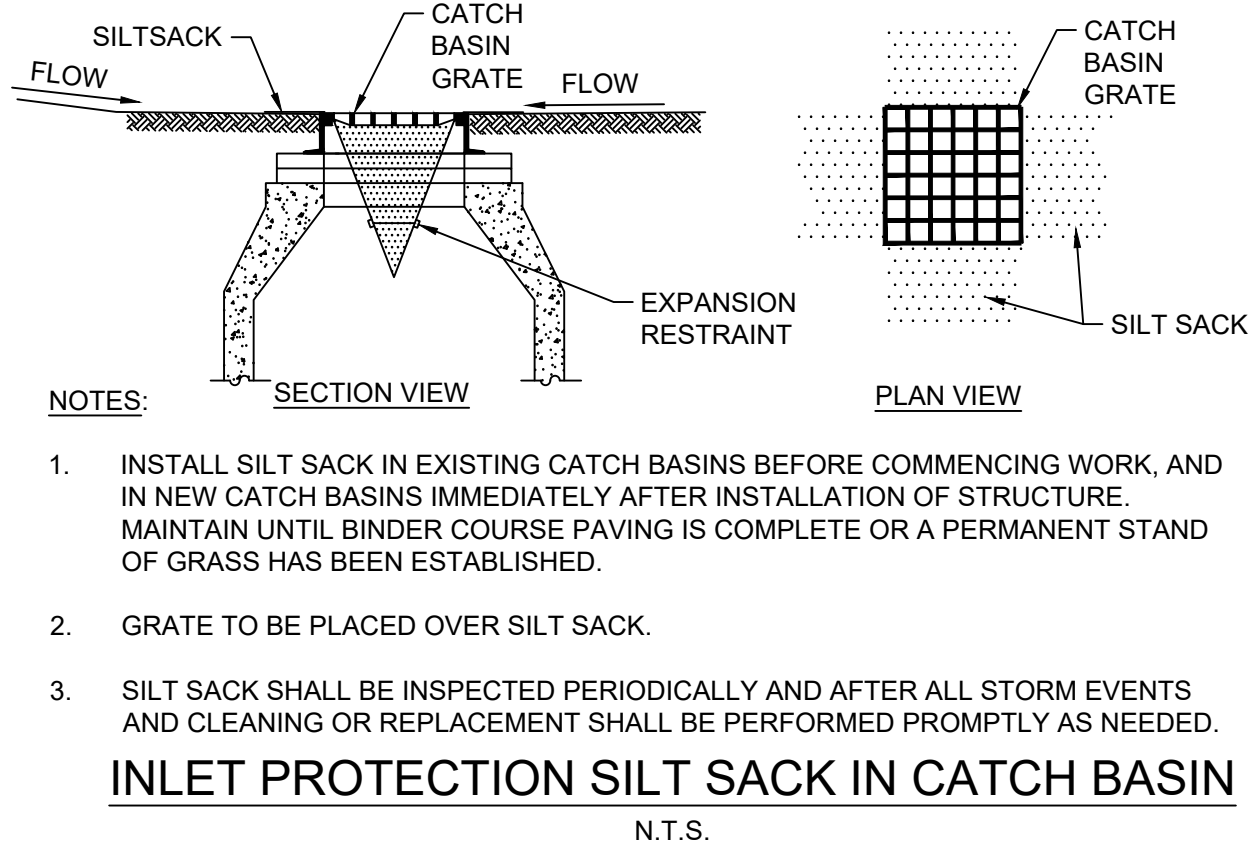 SILTSACK
CATCH
BASIN
GRATE
FLOW
FLOW
EXPANSION
RESTRAINT
SECTION VIEW
CATCH
BASIN
GRATE
SILT SACK
PLAN VIEW
NOTES:
1. INSTALL SILT SACK IN EXISTING CATCH BASINS BEFORE COMMENCING WORK, AND
IN NEW CATCH BASINS IMMEDIATELY AFTER INSTALLATION OF STRUCTURE.
MAINTAIN UNTIL BINDER COURSE PAVING IS COMPLETE OR A PERMANENT STAND
OF GRASS HAS BEEN ESTABLISHED.
2. GRATE TO BE PLACED OVER SILT SACK.
3. SILT SACK SHALL BE INSPECTED PERIODICALLY AND AFTER ALL STORM EVENTS
AND CLEANING OR REPLACEMENT SHALL BE PERFORMED PROMPTLY AS NEEDED.
INLET PROTECTION SILT SACK IN CATCH BASIN
N.T.S.